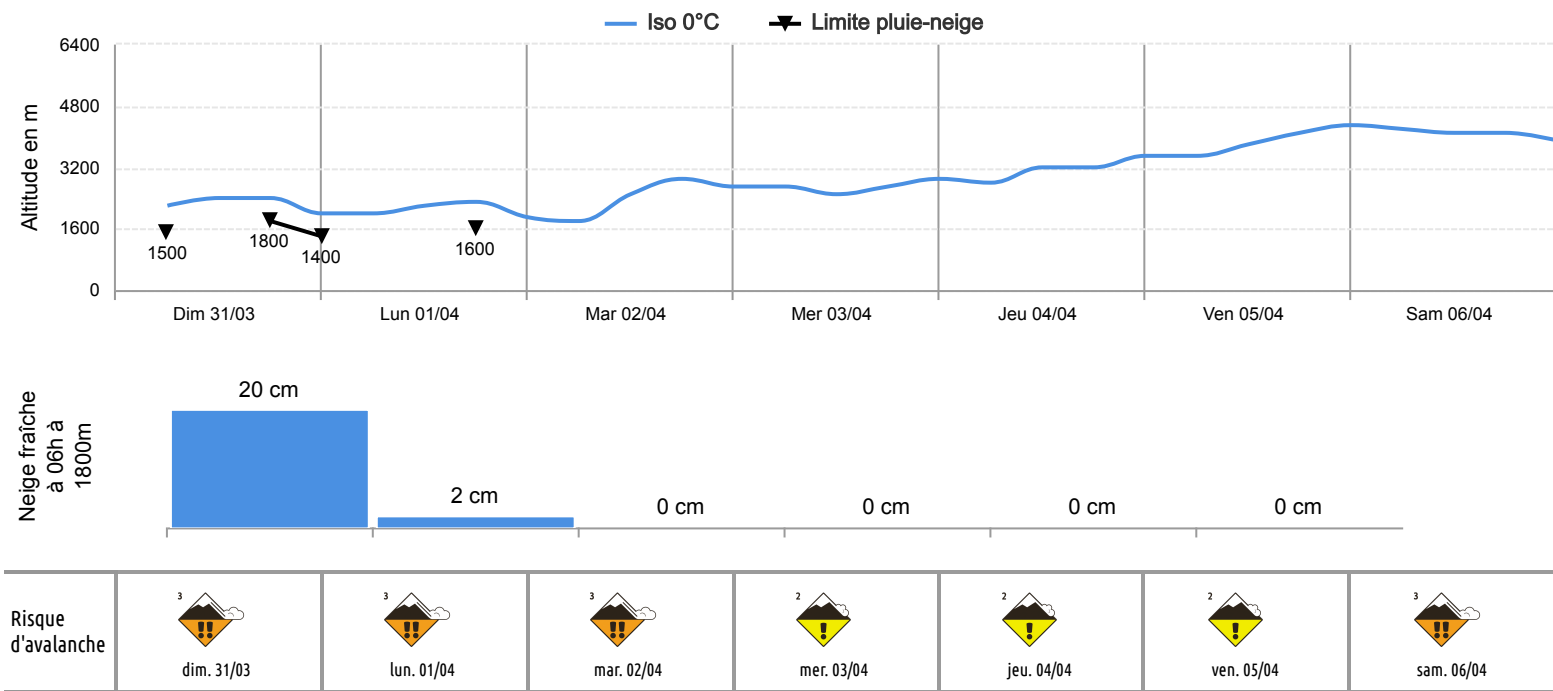 Iso 0°C Limite pluie-neige
Altitude en m
6400
4800
3200
1600
0
1500
1800
1400
1600
Dim 31/03 Lun 01/04 Mar 02/04 Mer 03/04 Jeu 04/04 Ven 05/04 Sam 06/04
Neige fraîche
à 06h à
1800m
20 cm 2 cm 0 cm 0 cm 0 cm 0 cm
Risque
d'avalanche
3 3 3 2 2 2 3
!! !! !! ! ! ! !!
dim. 31/03 lun. 01/04 mar. 02/04 mer. 03/04 jeu. 04/04 ven. 05/04 sam. 06/04